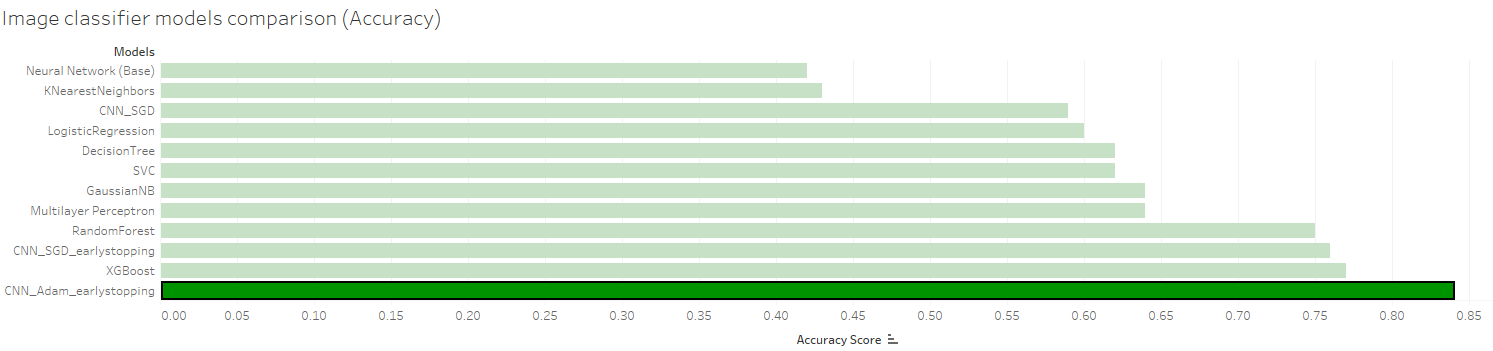 Image classifier models comparison (Accuracy)
Models
Neural Network (Base)
KNearestNeighbors
CNN_SGD
LogisticRegression
DecisionTree
SVC
GaussianNB
Multilayer Perceptron
RandomForest
CNN_SGD_earlystopping
XGBoost
CNN_Adam_earlystopping
0.00 0.05 0.10 0.15 0.20 0.25 0.30 0.35 0.40 0.45 0.50 0.55 0.60 0.65 0.70 0.75 0.80 0.85
Accuracy Score